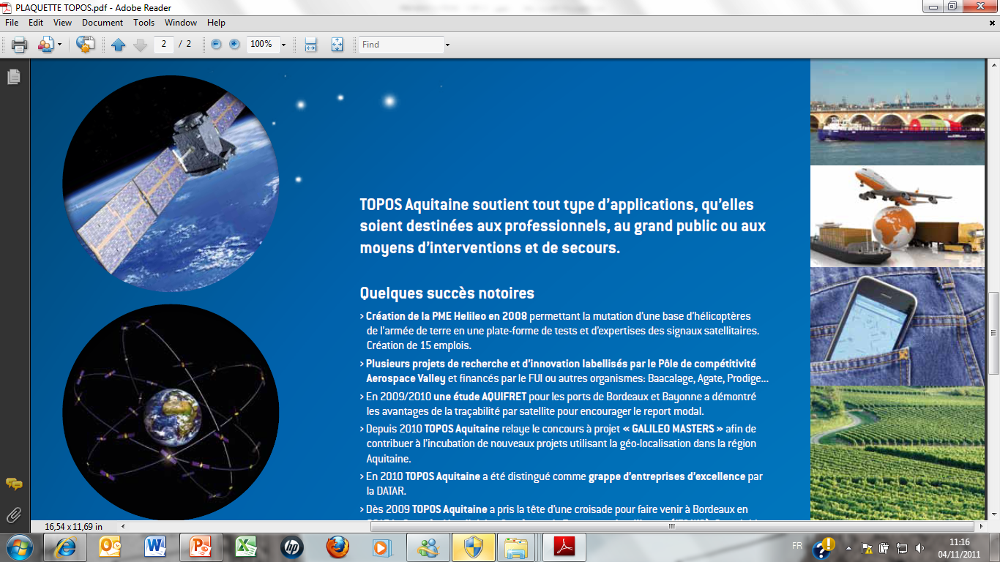 PLAQUETTE TOPOS.pdf - Adobe Reader
File Edit View Document Tools Window Help
2 / 2 100% Find
TOPOS Aquitaine soutient tout type d’applications, qu’elles
soient destinées aux professionnels, au grand public ou aux
moyens d’interventions et de secours.
Quelques succès notoires
> Création de la PME Helileo en 2008 permettant la mutation d’une base d’hélicoptères
de l’armée de terre en une plate-forme de tests et d’expertises des signaux satellitaires.
Création de 15 emplois.
> Plusieurs projets de recherche et d’innovation labellisés par le Pôle de compétitivité
Aerospace Valley et financés par le FUI ou autres organismes: Baacalage, Agate, Prodige...
> En 2009/2010 une étude AQUIFRET pour les ports de Bordeaux et Bayonne a démontré
les avantages de la traçabilité par satellite pour encourager le report modal.
> Depuis 2010 TOPOS Aquitaine relaye le concours à projet « GALILEO MASTERS » afin de
contribuer à l’incubation de nouveaux projets utilisant la géo-localisation dans la région
Aquitaine.
> En 2010 TOPOS Aquitaine a été distingué comme grappe d’entreprises d’excellence par
la DATAR.
> Dès 2009 TOPOS Aquitaine a pris la tête d’une croisade pour faire venir à Bordeaux en
16,54 x 11,69 in
hp
FR
11:16
04/11/2011